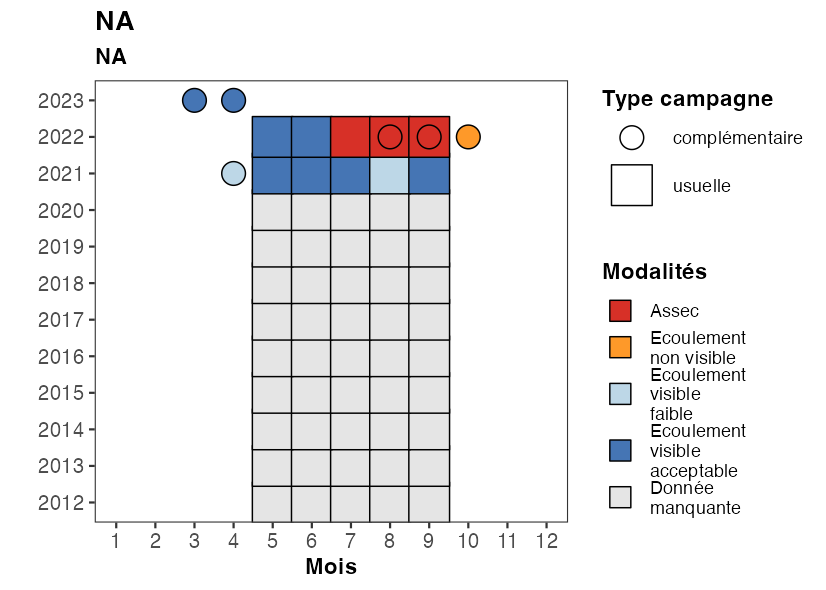 NA
NA
2023
2022
2021
2020
2019
2018
2017
2016
2015
2014
2013
2012
1 2 3 4 5 6 7 8 9 10 11 12
Mois
Type campagne
complémentaire
usuelle
Modalités
Assec
Ecoulement
non visible
Ecoulement
visible
faible
Ecoulement
visible
acceptable
Donnée
manquante